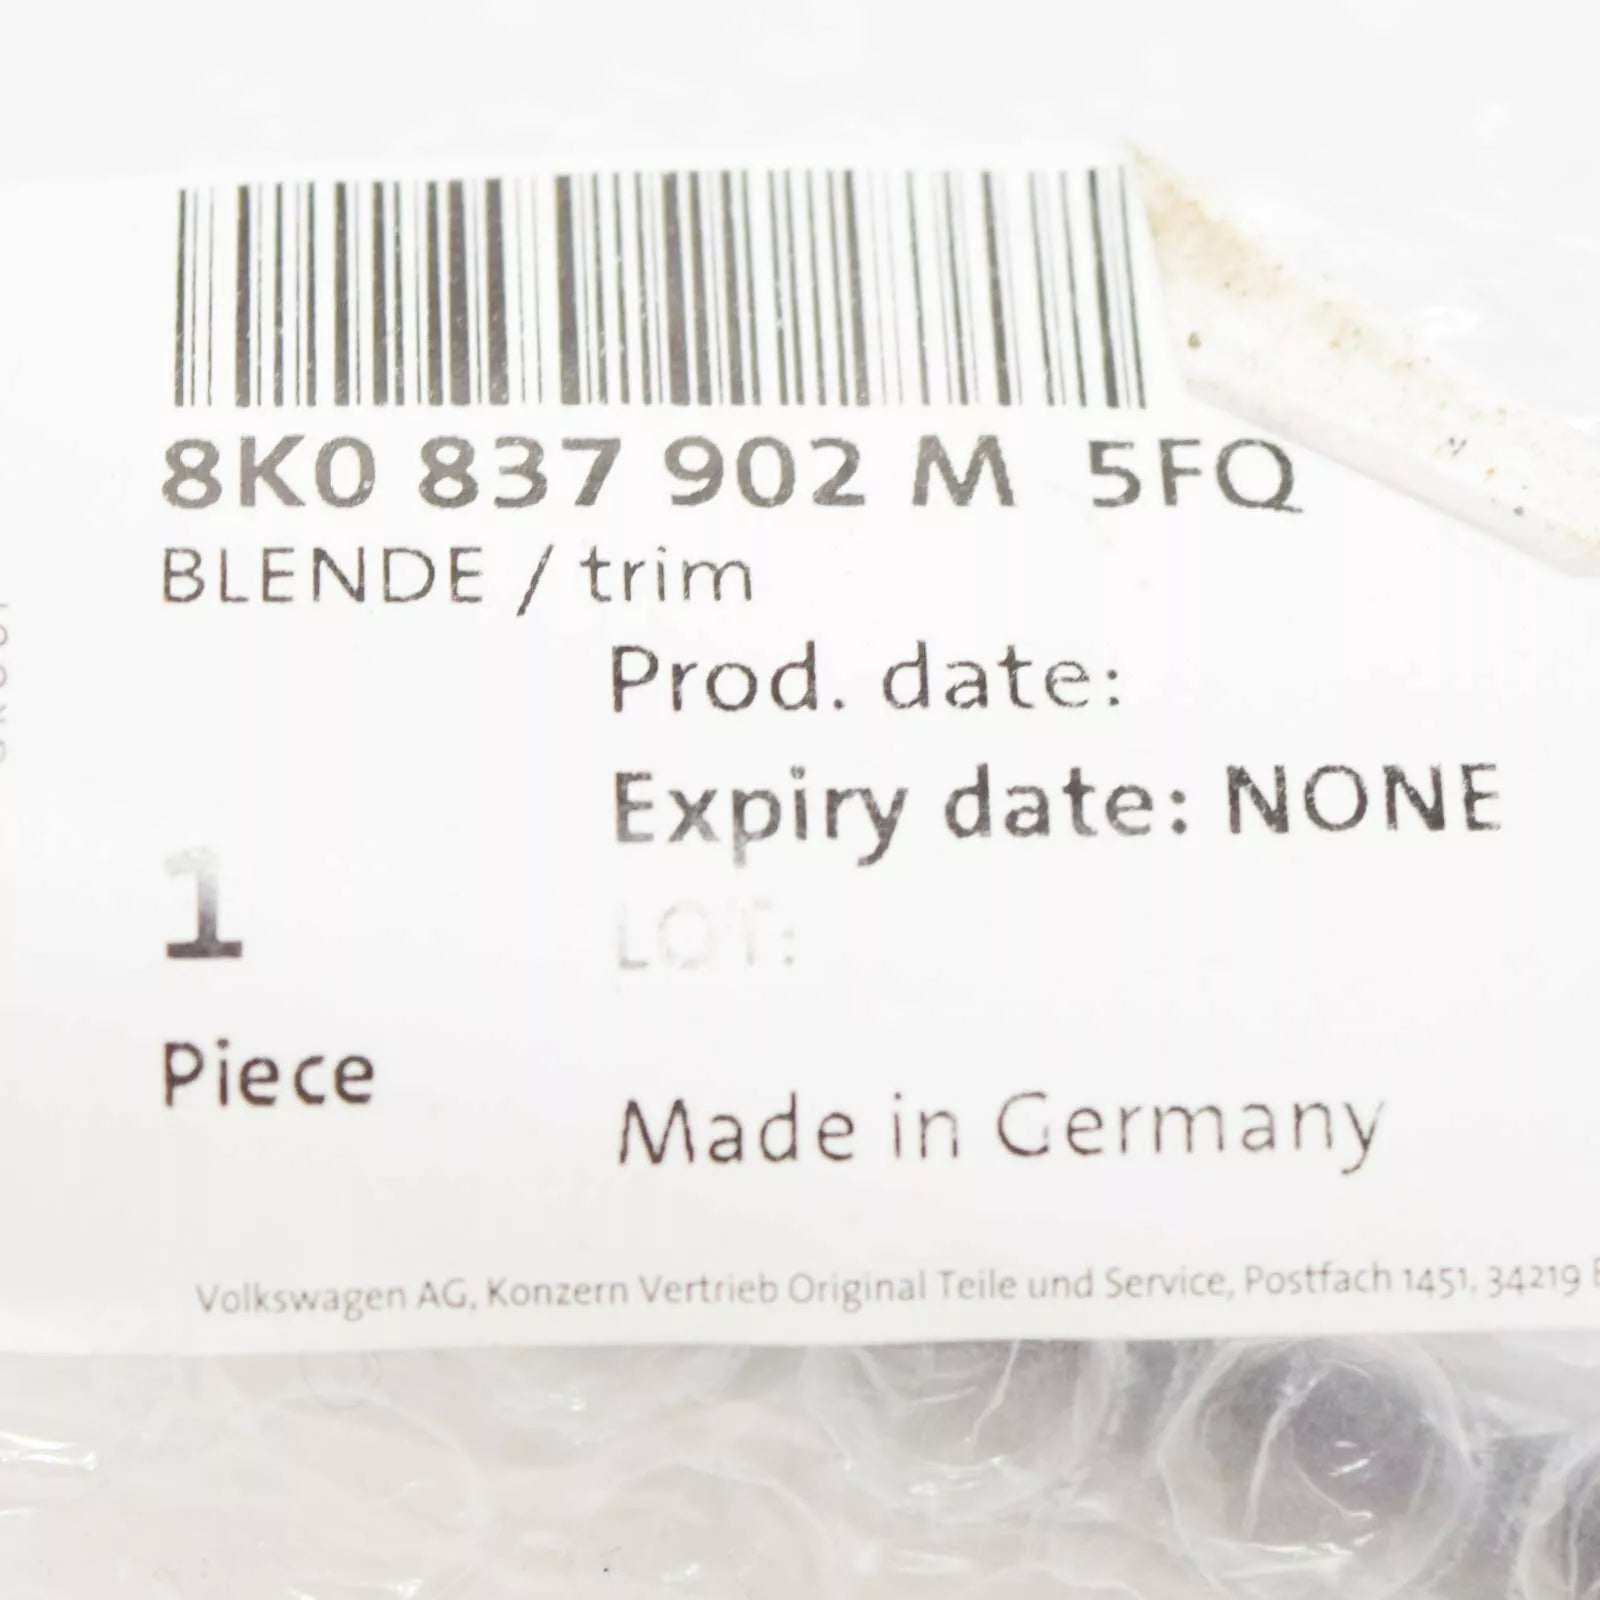 8K0 837 902 M 5FQ
BLENDE / trim
Prod. date:
Expiry date: NONE
1
LOT:
Piece
Made in Germany
Volkswagen AG, Konzern Vertrieb Original Teile und Service, Postfach 1451, 34219